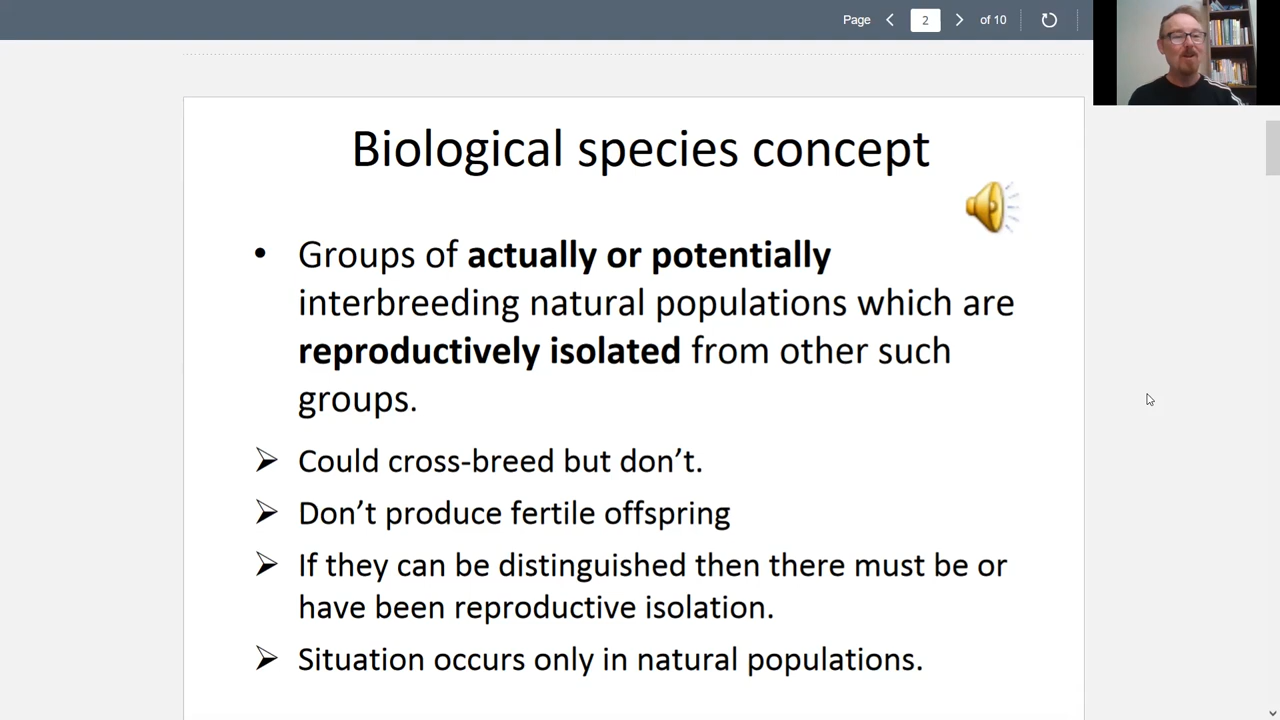 Page 2 of 10
Biological species concept
• Groups of actually or potentially
interbreeding natural populations which are
reproductively isolated from other such
groups.
➢ Could cross-breed but don’t.
➢ Don’t produce fertile offspring
➢ If they can be distinguished then there must be or
have been reproductive isolation.
➢ Situation occurs only in natural populations.